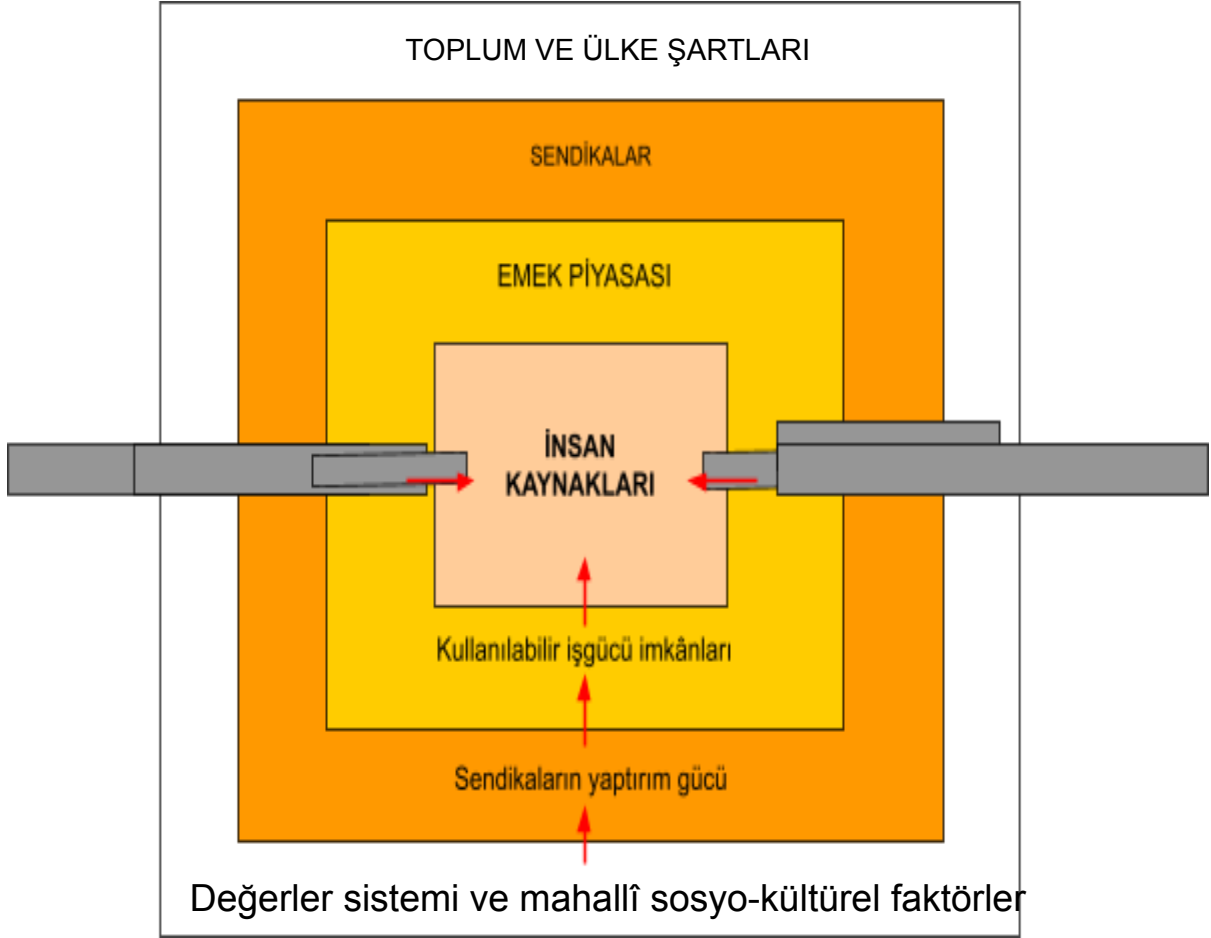 TOPLUM VE ÜLKE ŞARTLARI
SENDİKALAR
EMEK PİYASASI
İNSAN
KAYNAKLARI
Kullanılabilir işgücü imkânları
Sendikaların yaptırım gücü
Değerler sistemi ve mahallî sosyo-kültürel faktörler